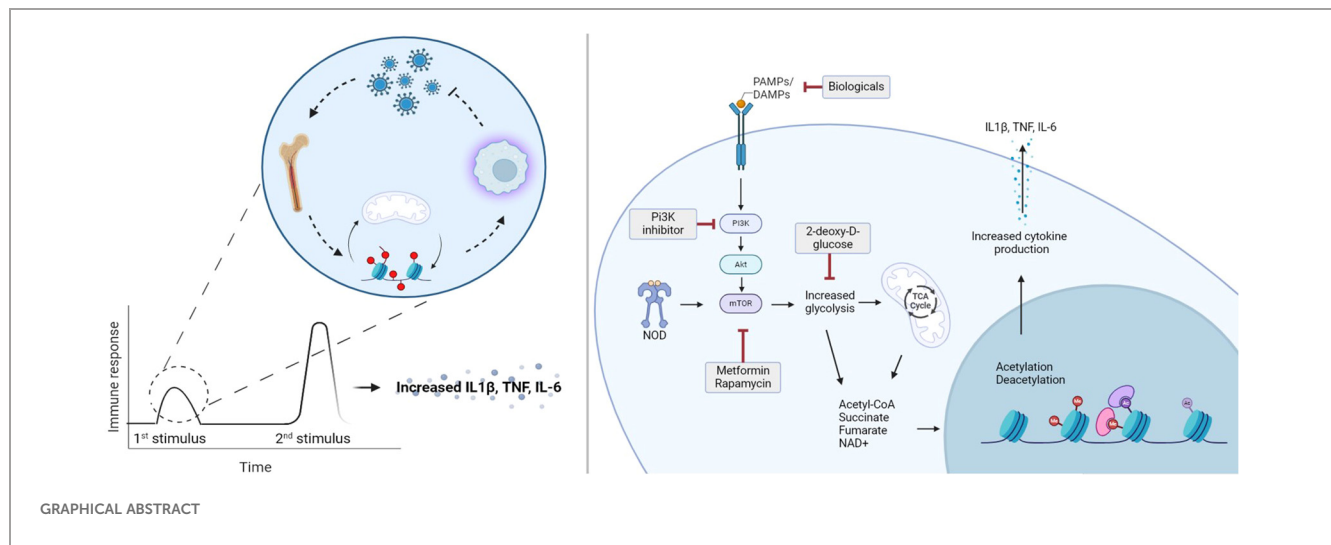 Immune response
1st stimulus
2nd stimulus
Time
Increased IL1β, TNF, IL-6
PAMPs/
DAMPs
Biologicals
Pi3K
inhibitor
PI3K
Akt
mTOR
NOD
Metformin
Rapamycin
2-deoxy-D-
glucose
Increased
glycolysis
TCA
Cycle
Acetyl-CoA
Succinate
Fumarate
NAD+
IL1β, TNF, IL-6
Increased cytokine
production
Acetylation
Deacetylation
Me
Me
Ac
Me
Ac
GRAPHICAL ABSTRACT